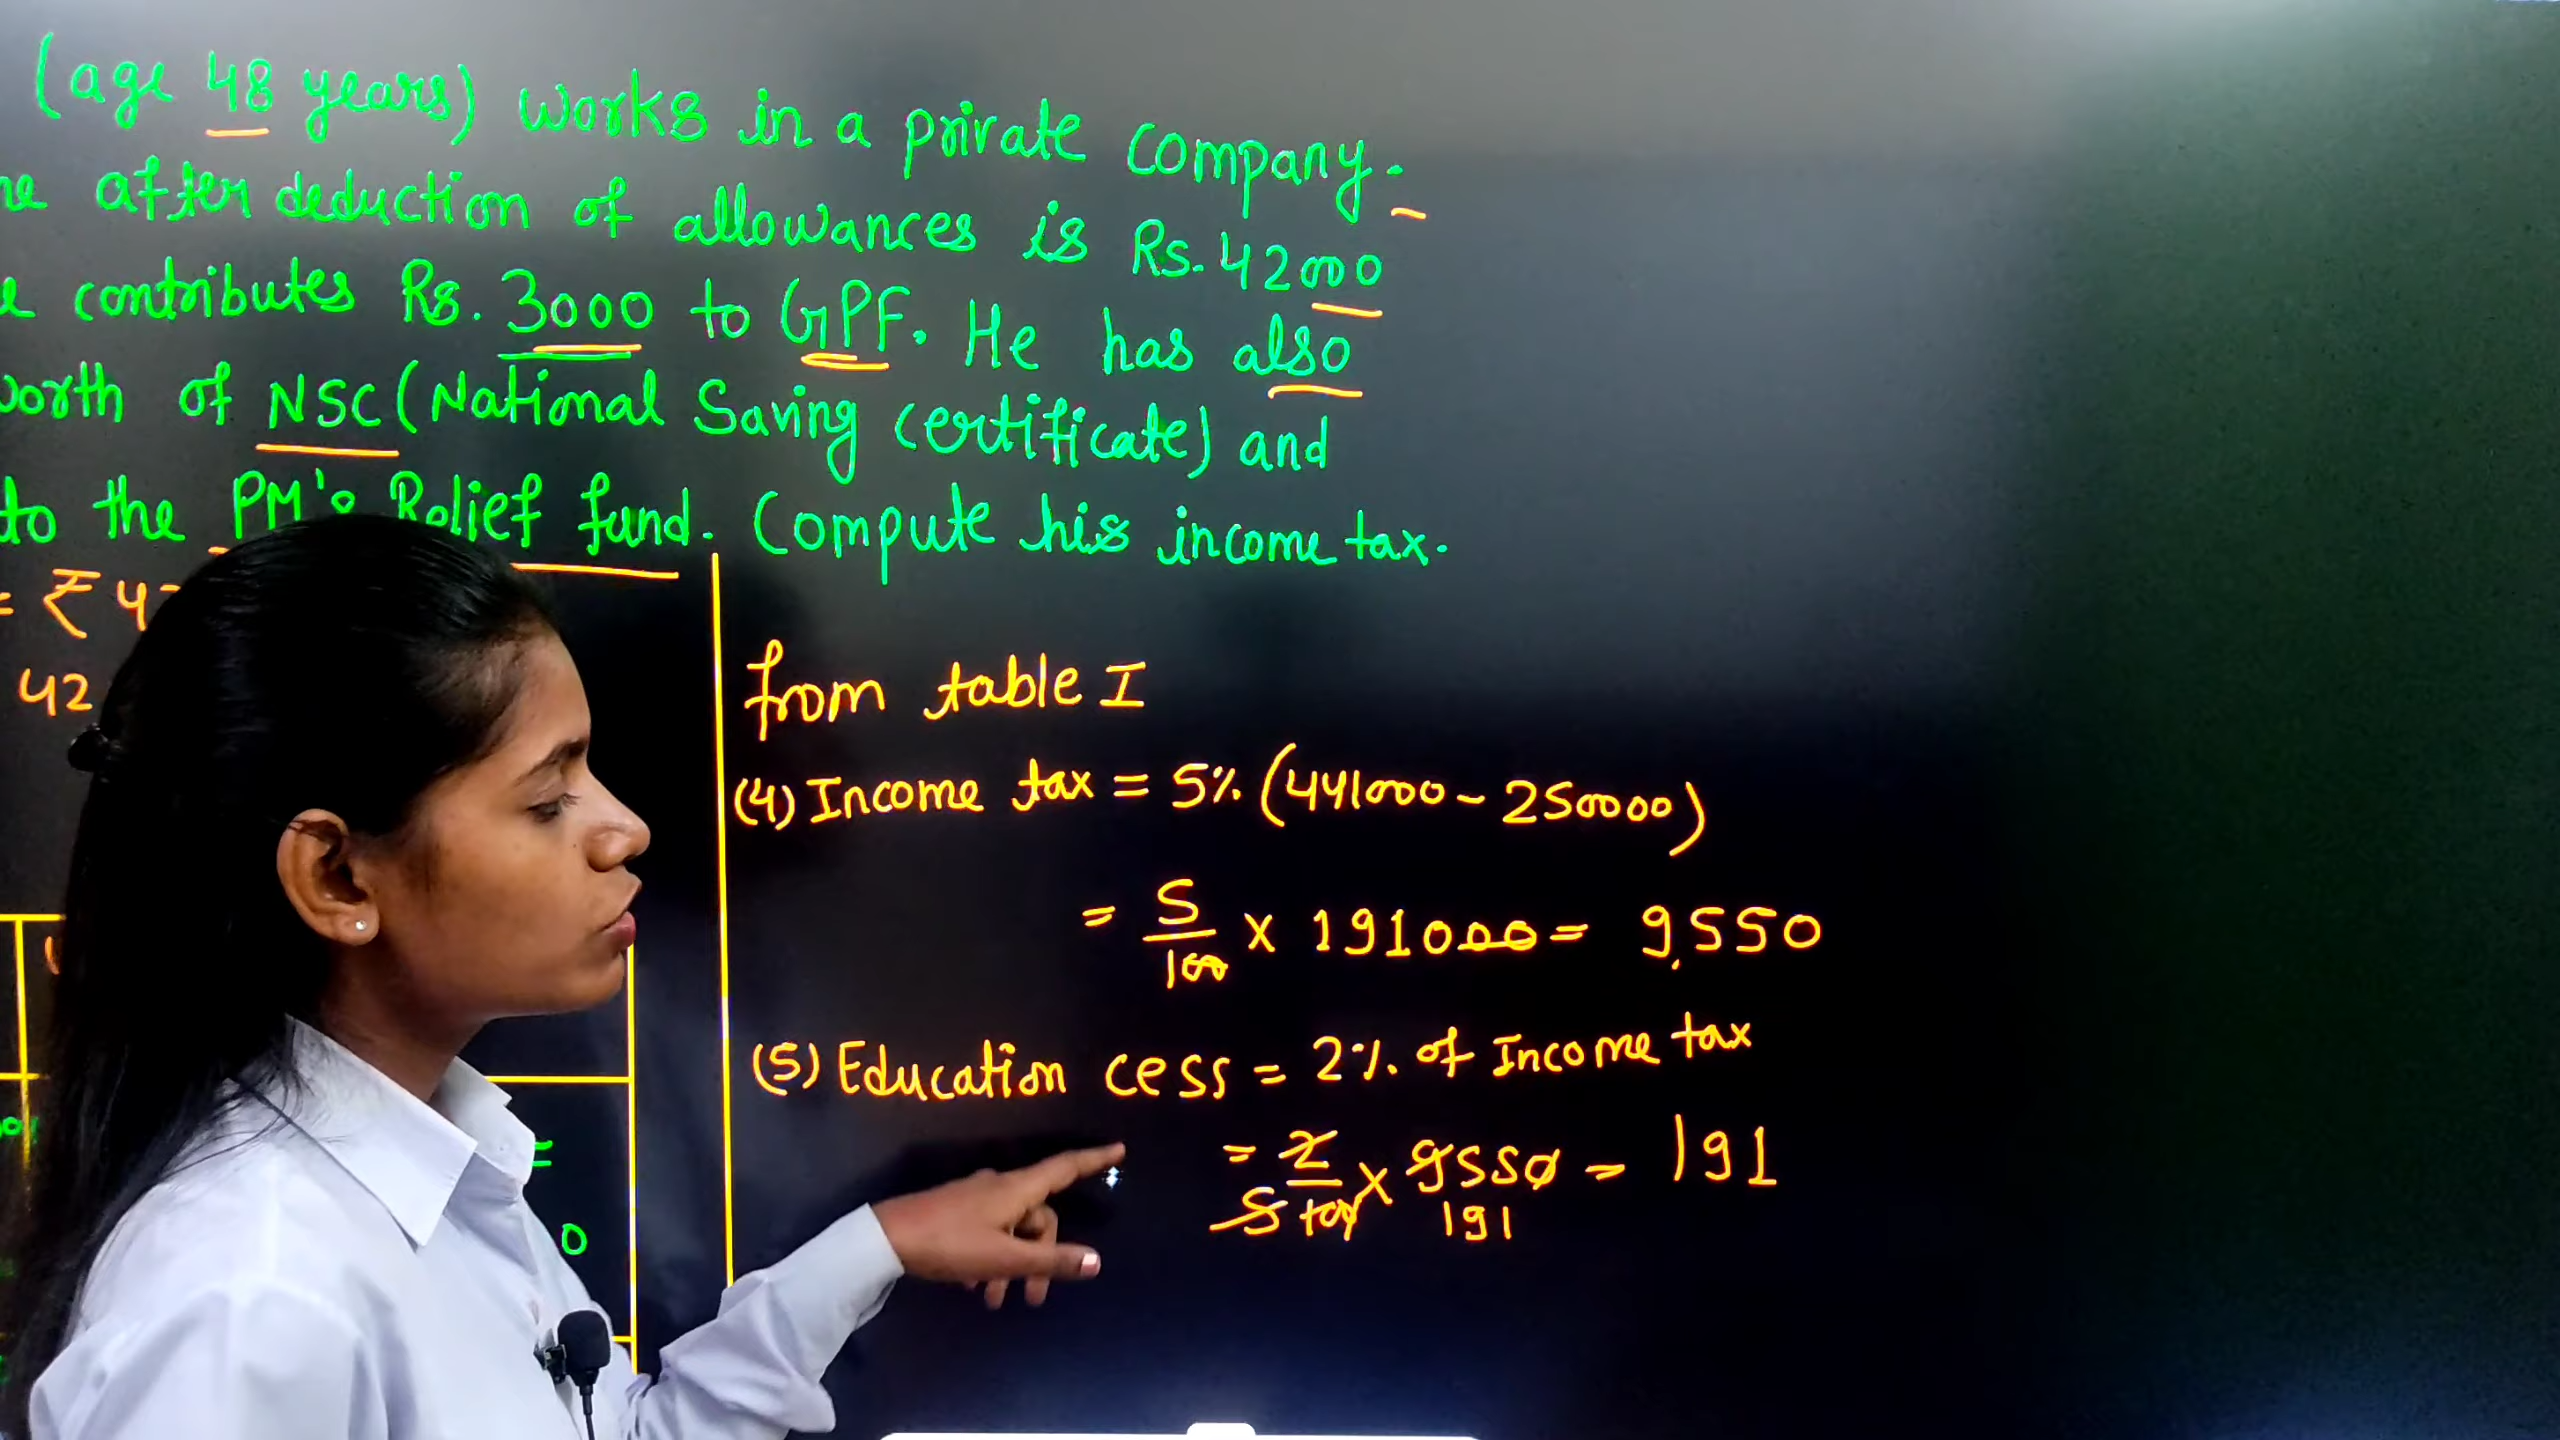 (age 48 years) works in a private company.
after deduction of allowances is Rs. 42000
contributes Rs. 3000 to GPF. He has also
worth of NSC (National Saving certificate) and
to the PM's Relief fund. Compute his income tax.
= ₹ 4
42
from table I
(4) Income tax = 5% (441000 - 250000)
= 5/100 x 191000 = 9550
(5) Education cess = 2% of Income tax
= 2/100 x 9550 = 191
5 191
=
0